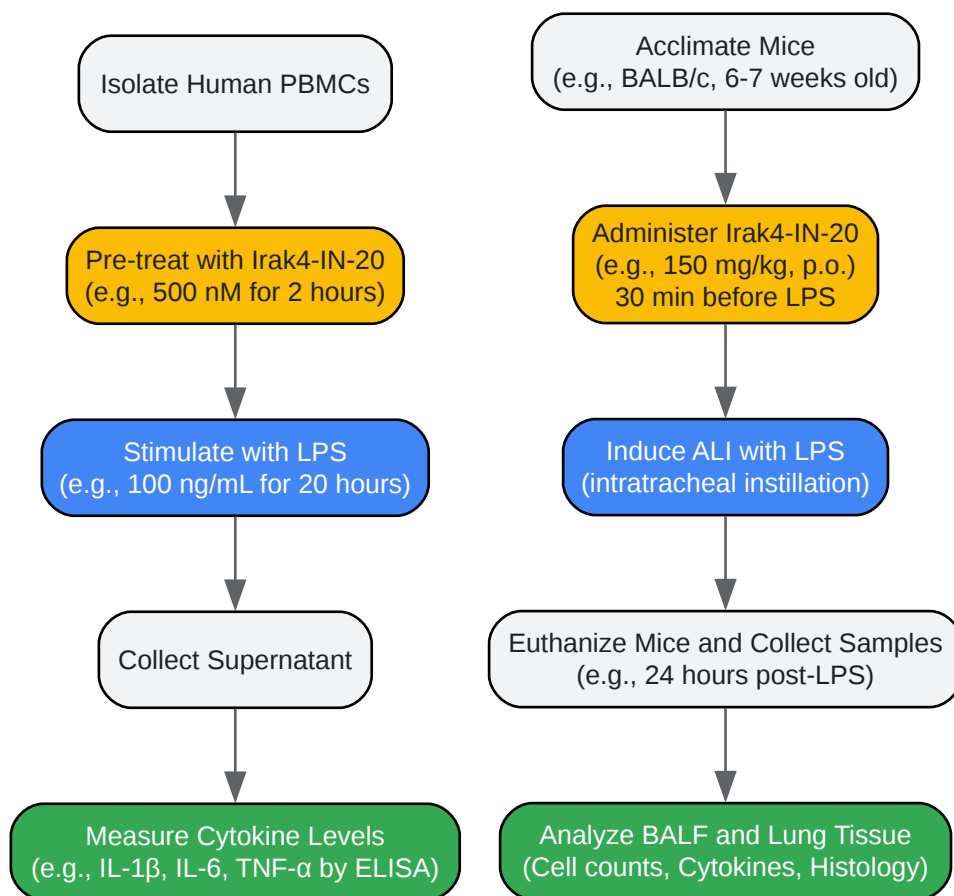 Isolate Human PBMCs
Pre-treat with Irak4-IN-20
(e.g., 500 nM for 2 hours)
Stimulate with LPS
(e.g., 100 ng/mL for 20 hours)
Collect Supernatant
Measure Cytokine Levels
(e.g., IL-1β, IL-6, TNF-α by ELISA)
Acclimate Mice
(e.g., BALB/c, 6-7 weeks old)
Administer Irak4-IN-20
(e.g., 150 mg/kg, p.o.)
30 min before LPS
Induce ALI with LPS
(intratracheal instillation)
Euthanize Mice and Collect Samples
(e.g., 24 hours post-LPS)
Analyze BALF and Lung Tissue
(Cell counts, Cytokines, Histology)